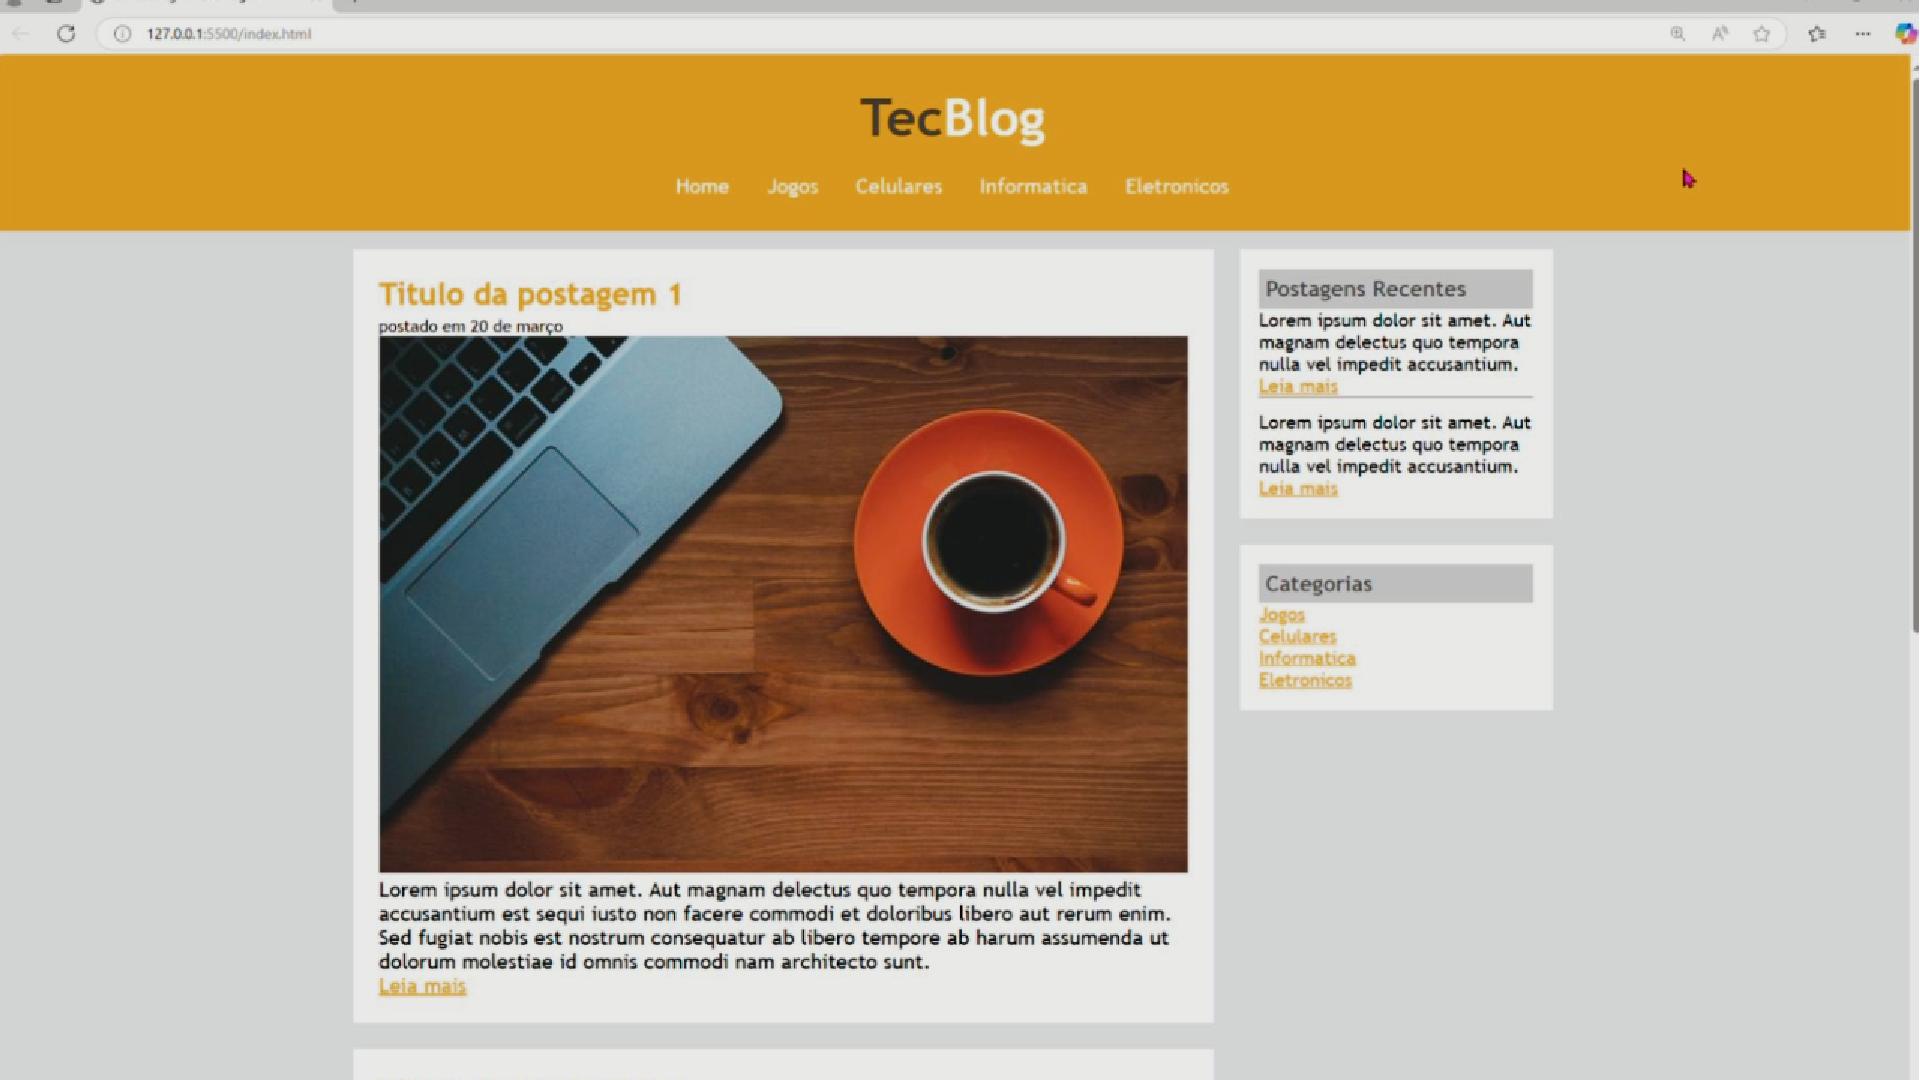 127.0.0.1:5500/index.html
TecBlog
Home Jogos Celulares Informatica Eletronicos
Titulo da postagem 1
postado em 20 de março
Lorem ipsum dolor sit amet. Aut magnam delectus quo tempora nulla vel impedit
accusantium est sequi iusto non facere commodi et doloribus libero aut rerum enim.
Sed fugiat nobis est nostrum consequatur ab libero tempore ab harum assumenda ut
dolorum molestiae id omnis commodi nam architecto sunt.
Leia mais
Postagens Recentes
Lorem ipsum dolor sit amet. Aut
magnam delectus quo tempora
nulla vel impedit accusantium.
Leia mais
Lorem ipsum dolor sit amet. Aut
magnam delectus quo tempora
nulla vel impedit accusantium.
Leia mais
Categorias
Jogos
Celulares
Informatica
Eletronicos